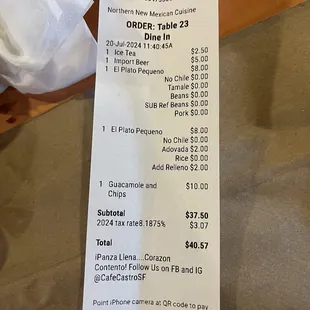 Northern New Mexican Cuisine
ORDER: Table 23
Dine In
20-Jul-2024 11:40:45A
1 Ice Tea $2.50
1 Import Beer $5.00
1 El Plato Pequeno $8.00
No Chile $0.00
Tamale $0.00
Beans $0.00
SUB Ref Beans $0.00
Pork $0.00
1 El Plato Pequeno $8.00
No Chile $0.00
Adovada $2.00
Rice $0.00
Add Relleno $2.00
1 Guacamole and $10.00
Chips
Subtotal $37.50
2024 tax rate8.1875% $3.07
Total $40.57
iPanza Llena....Corazon
Contento! Follow Us on FB and IG
@CafeCastroSF
Point iPhone camera at QR code to pay